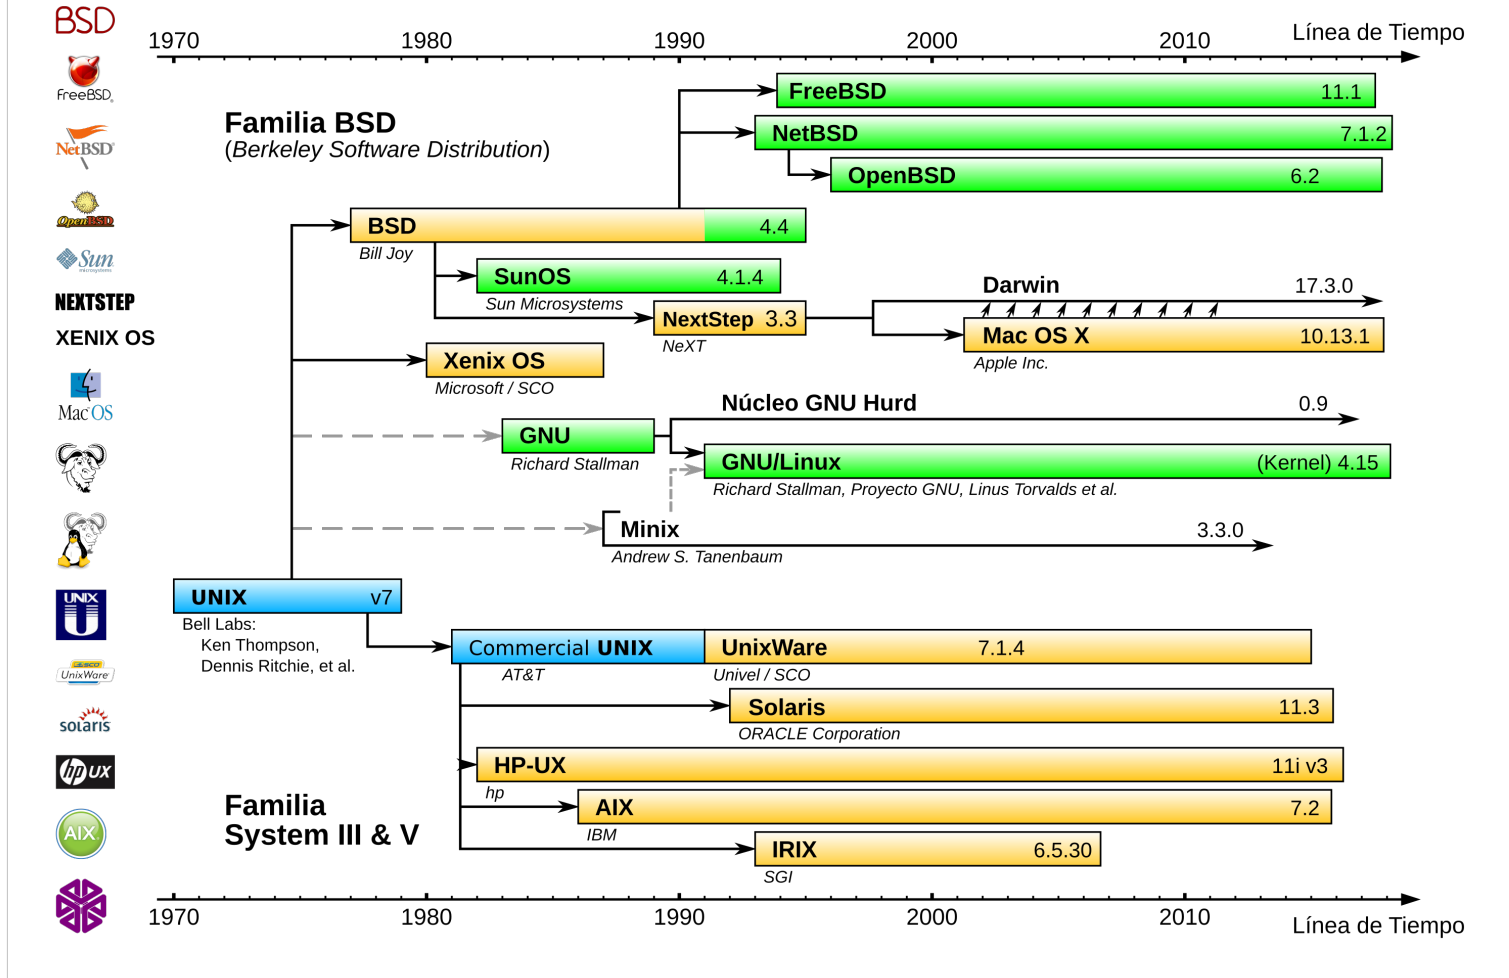 BSD
1970 1980 1990 2000 2010 Línea de Tiempo
FreeBSD
FreeBSD 11.1
Familia BSD
(Berkeley Software Distribution)
NetBSD
NetBSD 7.1.2
OpenBSD 6.2
OpenBSD
BSD 4.4
Bill Joy
Sun
microsystems
SunOS 4.1.4
Sun Microsystems
Darwin 17.3.0
NEXTSTEP
NextStep 3.3
NeXT
XENIX OS
Mac OS X 10.13.1
Apple Inc.
Xenix OS
Microsoft / SCO
Mac OS
Núcleo GNU Hurd 0.9
GNU
Richard Stallman
GNU/Linux (Kernel) 4.15
Richard Stallman, Proyecto GNU, Linus Torvalds et al.
Minix 3.3.0
Andrew S. Tanenbaum
UNIX
U
UNIX v7
Bell Labs:
Ken Thompson,
Dennis Ritchie, et al.
Commercial UNIX
AT&T
UnixWare 7.1.4
Univel / SCO
SCO
UnixWare
solaris
Solaris 11.3
ORACLE Corporation
hp UX
HP-UX 11i v3
hp
Familia
System III & V
AIX
AIX 7.2
IBM
IRIX 6.5.30
SGI
1970 1980 1990 2000 2010 Línea de Tiempo